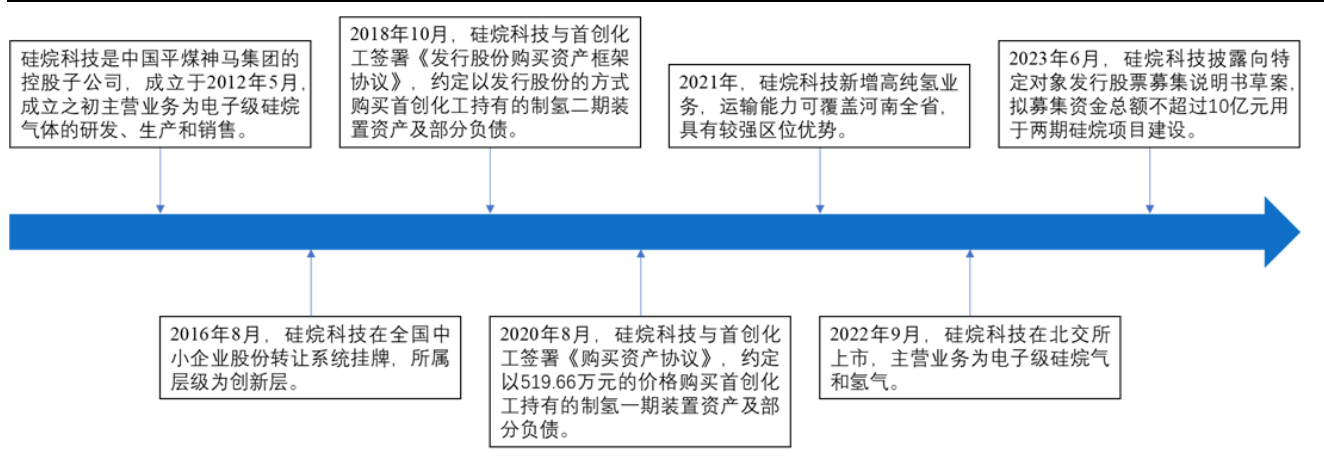 硅烷科技是中国平煤神马集团的
控股子公司，成立于2012年5月，
成立之初主营业务为电子级硅烷
气体的研发、生产和销售。
2018年10月，硅烷科技与首创化
工签署《发行股份购买资产框架
协议》，约定以发行股份的方式
购买首创化工持有的制氢二期装
置资产及部分负债。
2021年，硅烷科技新增高纯氢业
务，运输能力可覆盖河南全省，
具有较强区位优势。
2023年6月，硅烷科技披露向特
定对象发行股票募集说明书草案，
拟募集资金总额不超过10亿元用
于两期硅烷项目建设。
2016年8月，硅烷科技在全国中
小企业股份转让系统挂牌，所属
层级为创新层。
2020年8月，硅烷科技与首创化
工签署《购买资产协议》，约定
以519.66万元的价格购买首创化
工持有的制氢一期装置资产及部
分负债。
2022年9月，硅烷科技在北交所
上市，主营业务为电子级硅烷气
和氢气。